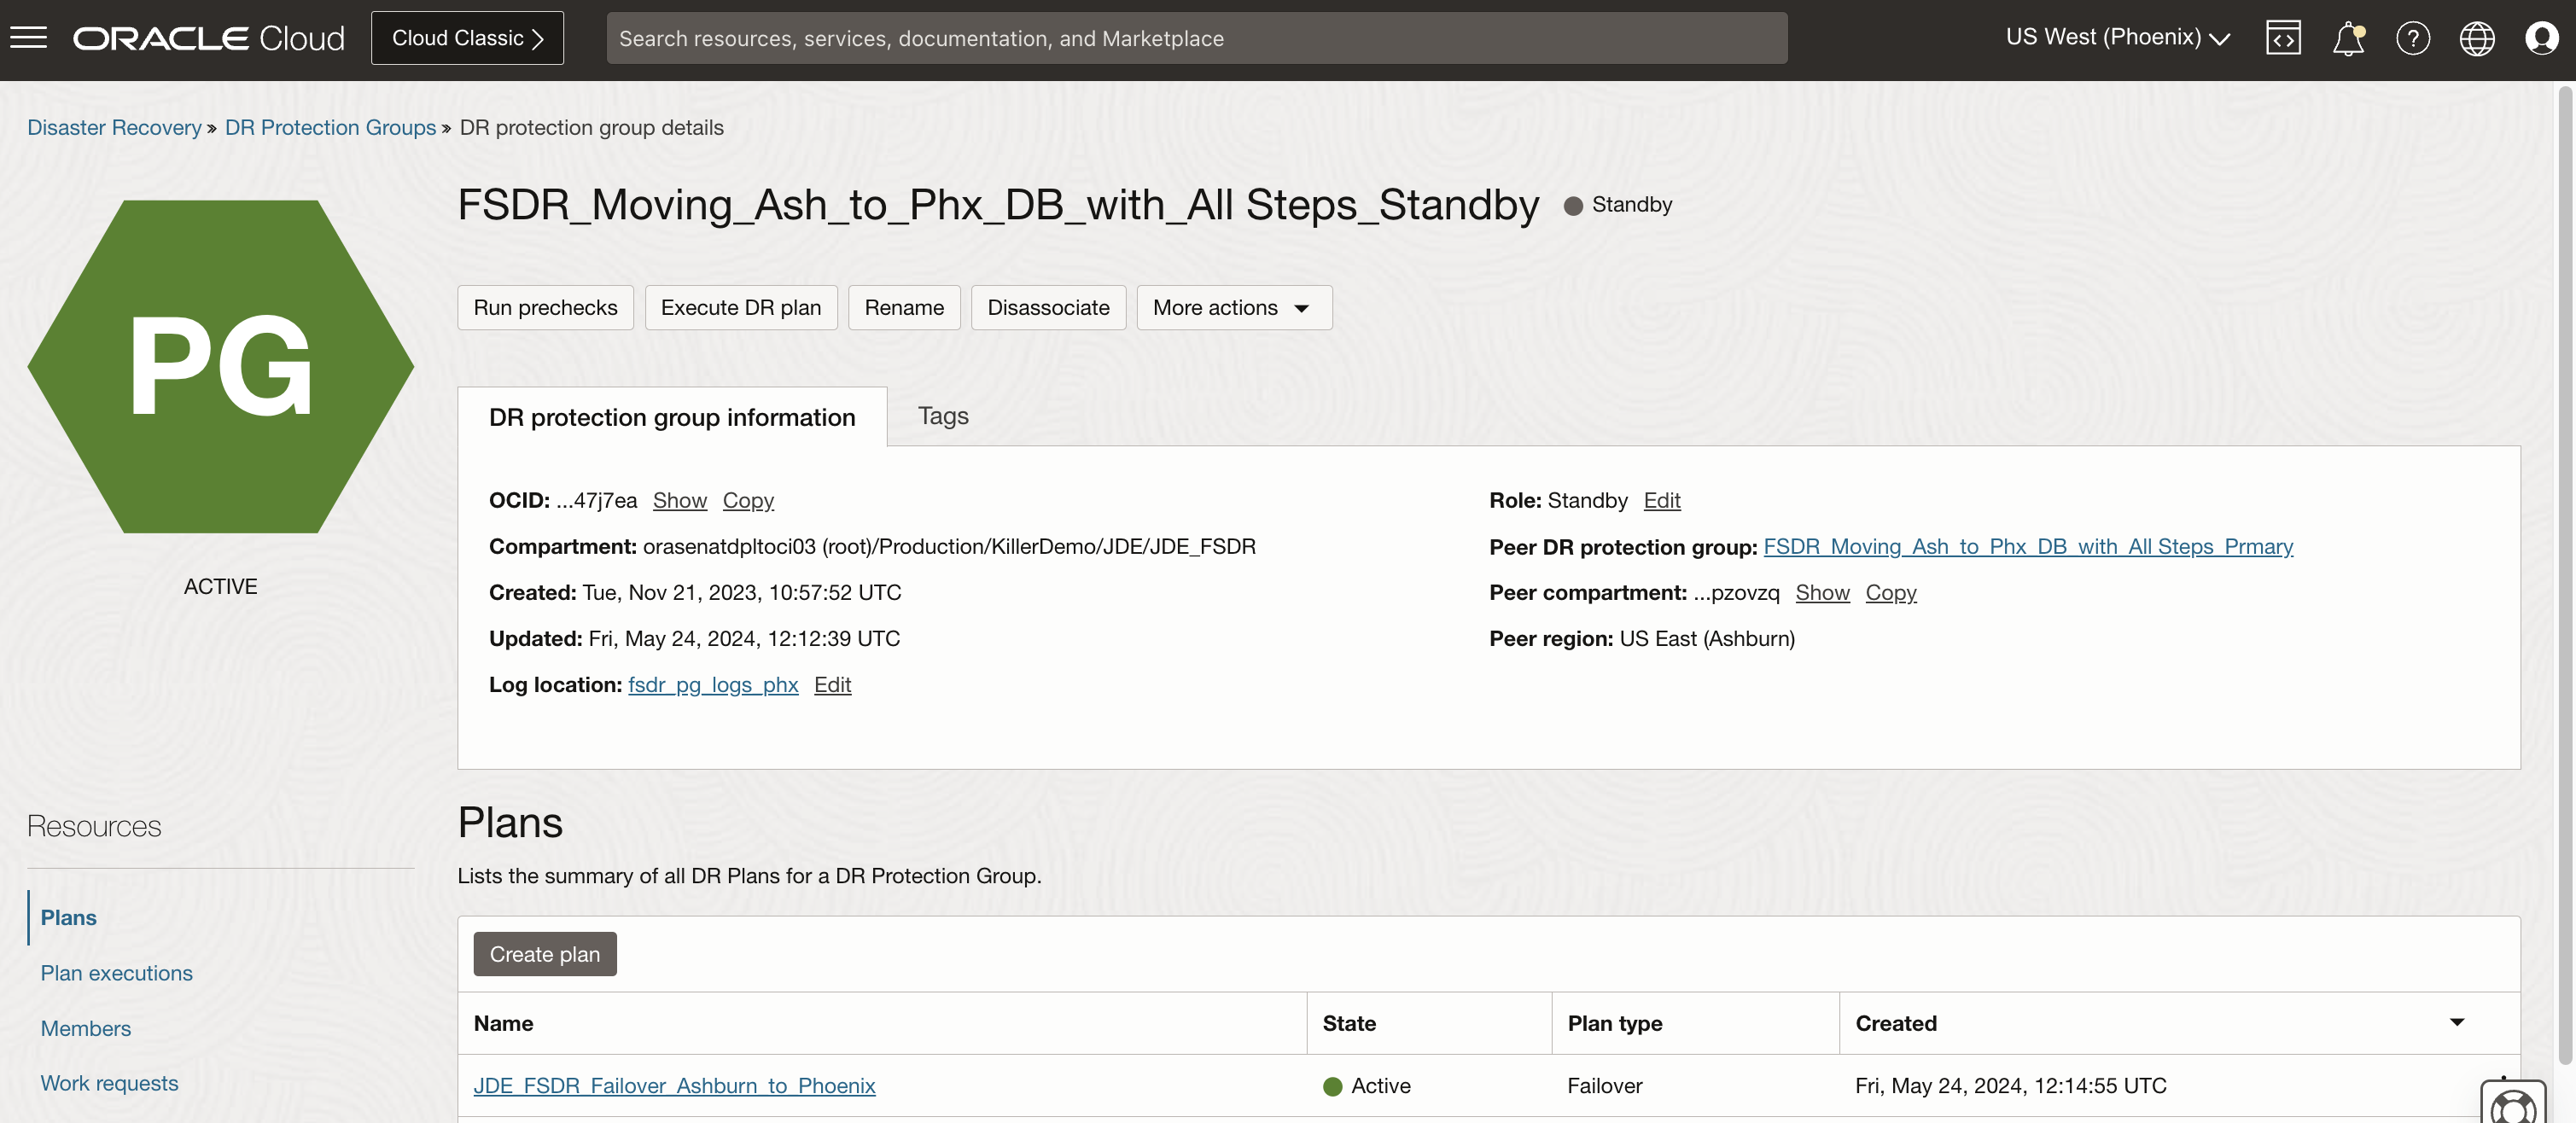 ORACLE Cloud
Cloud Classic
Search resources, services, documentation, and Marketplace
US West (Phoenix)
Disaster Recovery » DR Protection Groups » DR protection group details
PG
ACTIVE
FSDR_Moving_Ash_to_Phx_DB_with_All Steps_Standby
Standby
Run prechecks
Execute DR plan
Rename
Disassociate
More actions
DR protection group information
Tags
OCID: ...47j7ea Show Copy
Compartment: orasenatdpltoci03 (root)/Production/KillerDemo/JDE/JDE_FSDR
Created: Tue, Nov 21, 2023, 10:57:52 UTC
Updated: Fri, May 24, 2024, 12:12:39 UTC
Log location: fsdr_pg_logs_phx Edit
Role: Standby Edit
Peer DR protection group: FSDR_Moving_Ash_to_Phx_DB_with_All Steps_Prmary
Peer compartment: ...pzovzq Show Copy
Peer region: US East (Ashburn)
Resources
Plans
Plan executions
Members
Work requests
Plans
Lists the summary of all DR Plans for a DR Protection Group.
Create plan
Name State Plan type Created
JDE_FSDR_Failover_Ashburn_to_Phoenix Active Failover Fri, May 24, 2024, 12:14:55 UTC